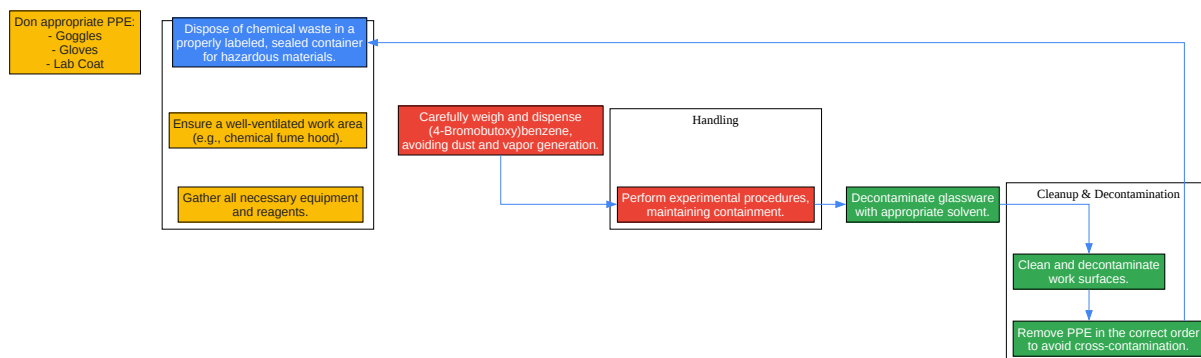 Don appropriate PPE:
- Goggles
- Gloves
- Lab Coat
Dispose of chemical waste in a
properly labeled, sealed container
for hazardous materials.
Ensure a well-ventilated work area
(e.g., chemical fume hood).
Gather all necessary equipment
and reagents.
Carefully weigh and dispense
(4-Bromobutoxy)benzene,
avoiding dust and vapor generation.
Handling
Perform experimental procedures,
maintaining containment.
Decontaminate glassware
with appropriate solvent.
Cleanup & Decontamination
Clean and decontaminate
work surfaces.
Remove PPE in the correct order
to avoid cross-contamination.